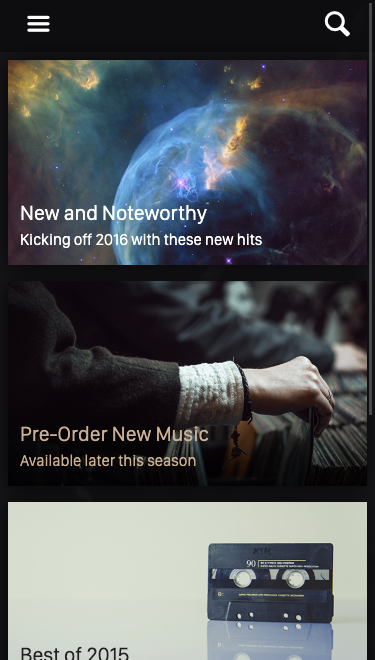 New and Noteworthy
Kicking off 2016 with these new hits
Pre-Order New Music
Available later this season
90
Best of 2015